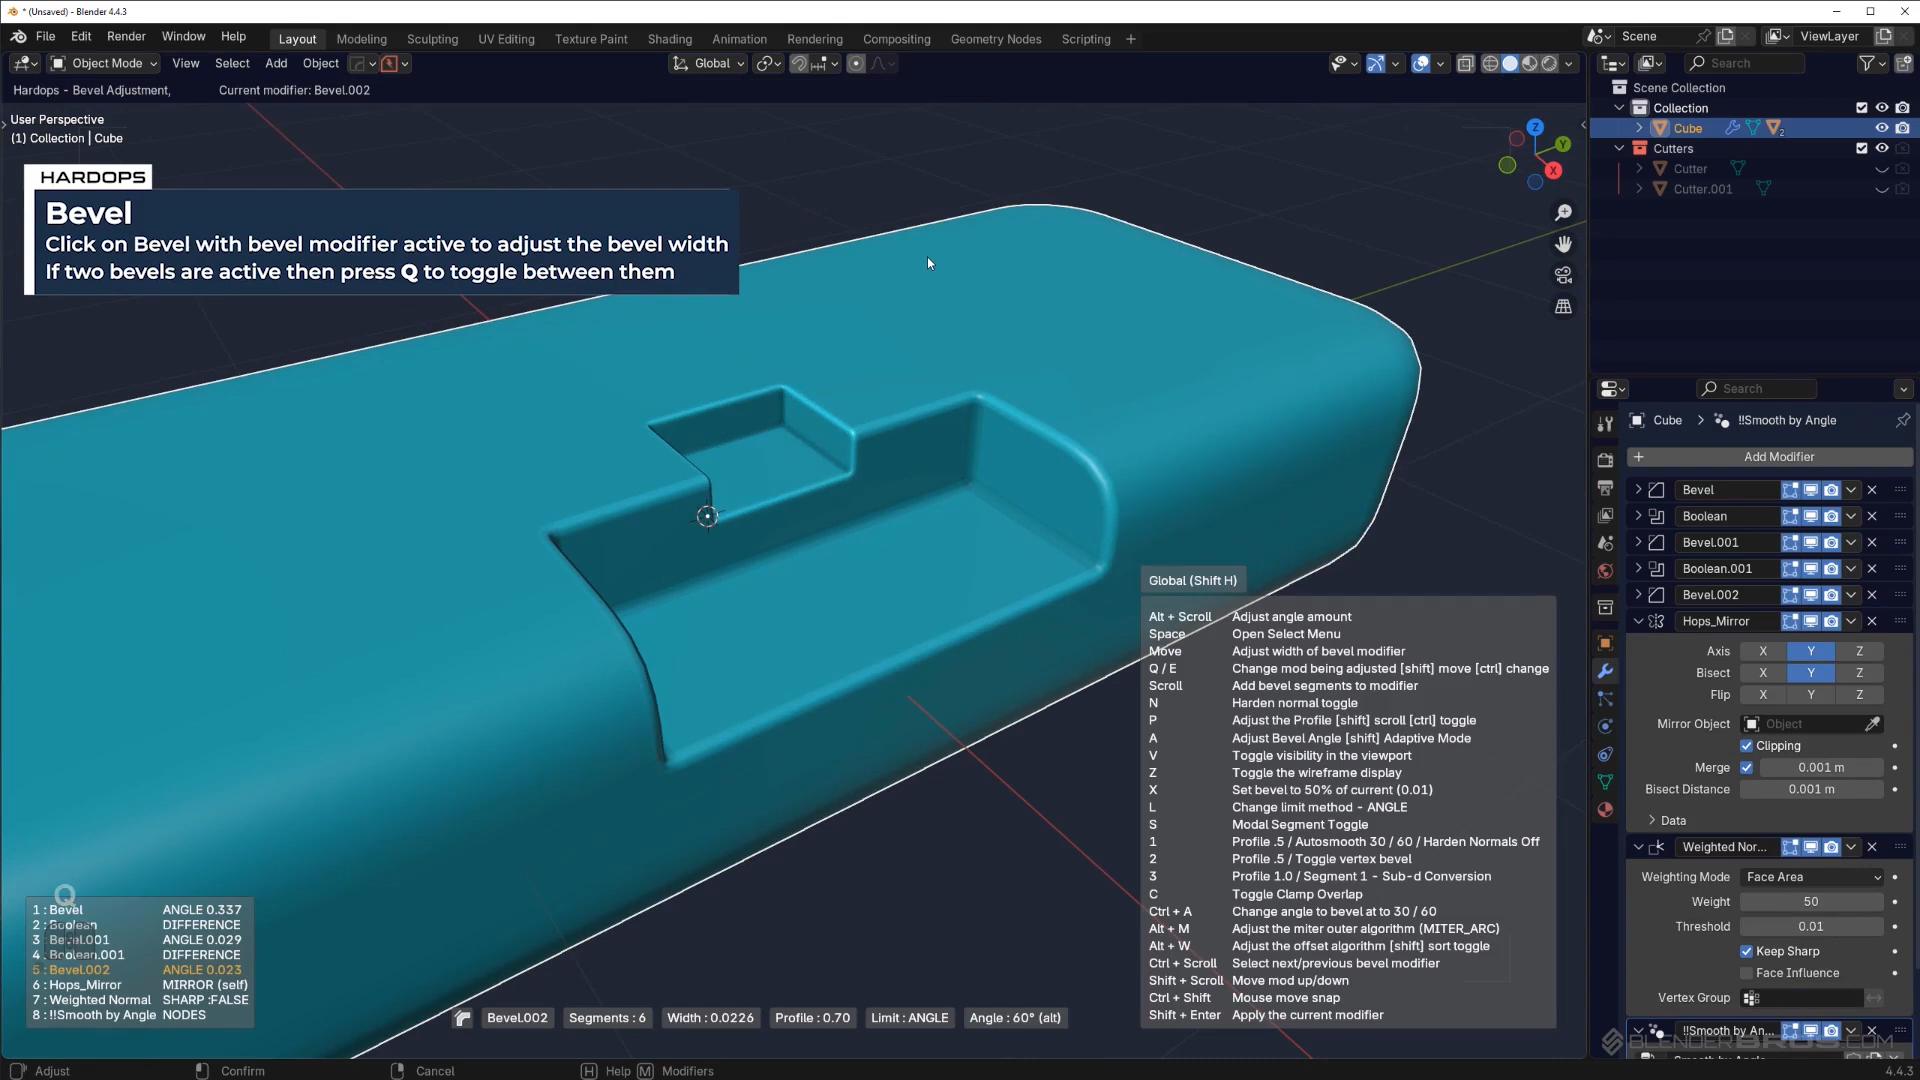 * (Unsaved) - Blender 4.4.3
File Edit Render Window Help Layout Modeling Sculpting UV Editing Texture Paint Shading Animation Rendering Compositing Geometry Nodes Scripting + Scene ViewLayer
Object Mode View Select Add Object Global Search
Hardops - Bevel Adjustment, Current modifier: Bevel.002
User Perspective
(1) Collection | Cube
Scene Collection
Collection
Cube 2
Cutters
Cutter
Cutter.001
Z
Y
X
HARDOPS
Bevel
Click on Bevel with bevel modifier active to adjust the bevel width
If two bevels are active then press Q to toggle between them
Search
Cube > !!Smooth by Angle
+ Add Modifier
Bevel
Boolean
Bevel.001
Boolean.001
Bevel.002
Hops_Mirror
Axis X Y Z
Bisect X Y Z
Flip X Y Z
Mirror Object Object
Clipping
Merge 0.001 m
Bisect Distance 0.001 m
Data
Weighted Nor...
Weighting Mode Face Area
Weight 50
Threshold 0.01
Keep Sharp
Face Influence
Vertex Group
!!Smooth by An...
BLENDERBROS.COM
Global (Shift H)
Alt + Scroll Adjust angle amount
Space Open Select Menu
Move Adjust width of bevel modifier
Q / E Change mod being adjusted [shift] move [ctrl] change
Scroll Add bevel segments to modifier
N Harden normal toggle
P Adjust the Profile [shift] scroll [ctrl] toggle
A Adjust Bevel Angle [shift] Adaptive Mode
V Toggle visibility in the viewport
Z Toggle the wireframe display
X Set bevel to 50% of current (0.01)
L Change limit method - ANGLE
S Modal Segment Toggle
1 Profile .5 / Autosmooth 30 / 60 / Harden Normals Off
2 Profile .5 / Toggle vertex bevel
3 Profile 1.0 / Segment 1 - Sub-d Conversion
C Toggle Clamp Overlap
Ctrl + A Change angle to bevel at to 30 / 60
Alt + M Adjust the miter outer algorithm (MITER_ARC)
Alt + W Adjust the offset algorithm [shift] sort toggle
Ctrl + Scroll Select next/previous bevel modifier
Shift + Scroll Move mod up/down
Ctrl + Shift Mouse move snap
Shift + Enter Apply the current modifier
Q
1 : Bevel ANGLE 0.337
2 : Boolean DIFFERENCE
3 : Bevel.001 ANGLE 0.029
4 : Boolean.001 DIFFERENCE
5 : Bevel.002 ANGLE 0.023
6 : Hops_Mirror MIRROR (self)
7 : Weighted Normal SHARP :FALSE
8 : !!Smooth by Angle NODES
Bevel.002 Segments : 6 Width : 0.0226 Profile : 0.70 Limit : ANGLE Angle : 60° (alt)
Adjust Confirm Cancel H Help M Modifiers 4.4.3